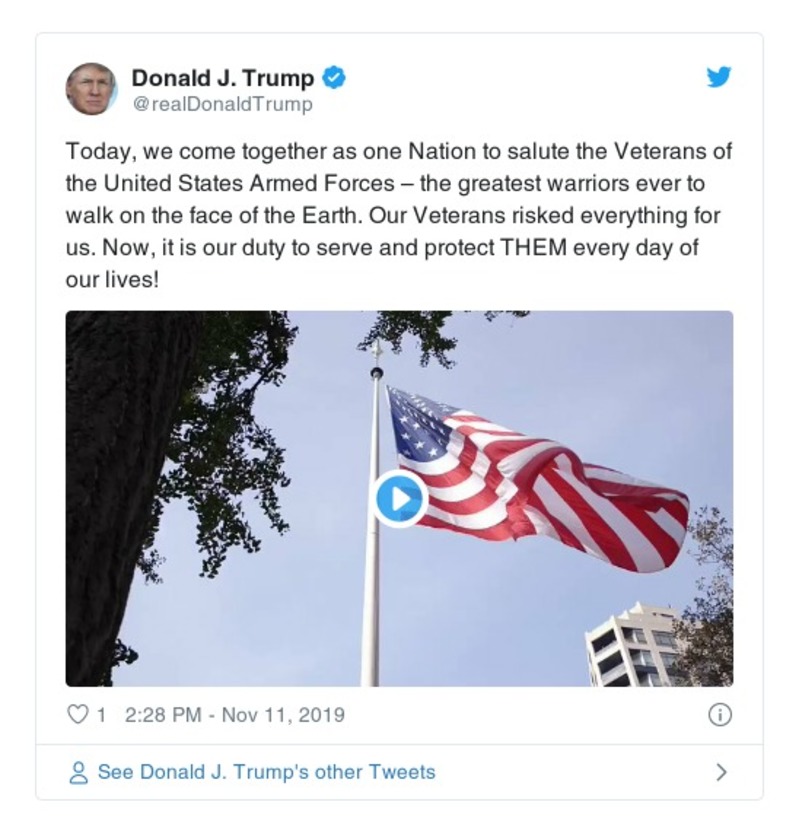 Donald J. Trump
@realDonaldTrump
Today, we come together as one Nation to salute the Veterans of
the United States Armed Forces – the greatest warriors ever to
walk on the face of the Earth. Our Veterans risked everything for
us. Now, it is our duty to serve and protect THEM every day of
our lives!
1 2:28 PM - Nov 11, 2019
See Donald J. Trump's other Tweets